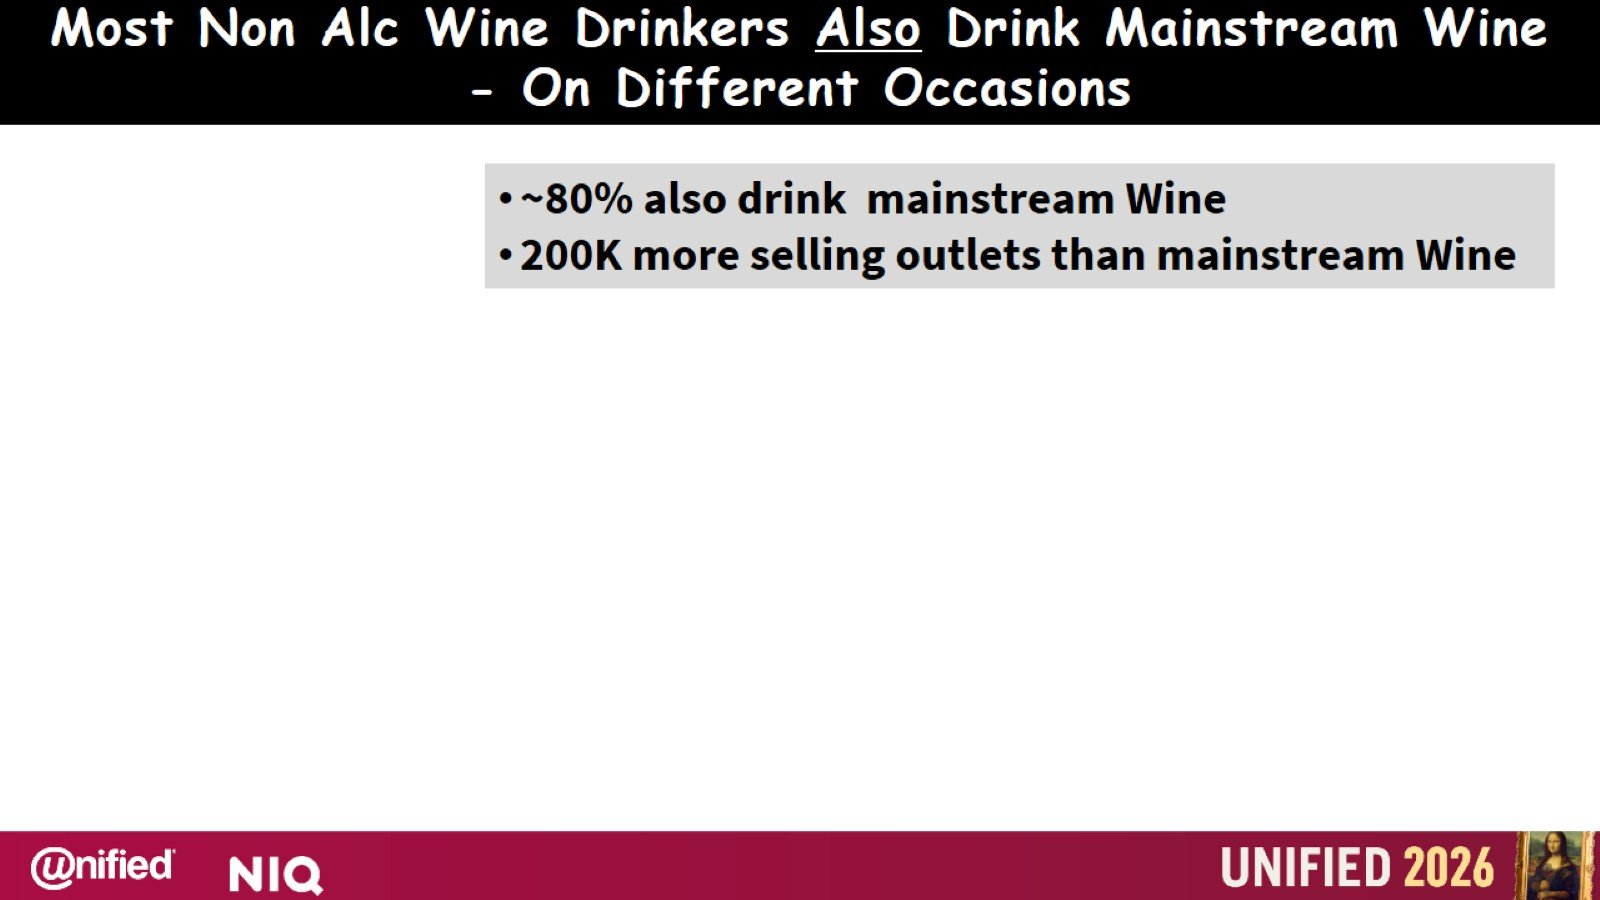 Most Non Alc Wine Drinkers Also Drink Mainstream Wine
- On Different Occasions
• ~80% also drink mainstream Wine
• 200K more selling outlets than mainstream Wine
@unified®
NIQ
UNIFIED 2026